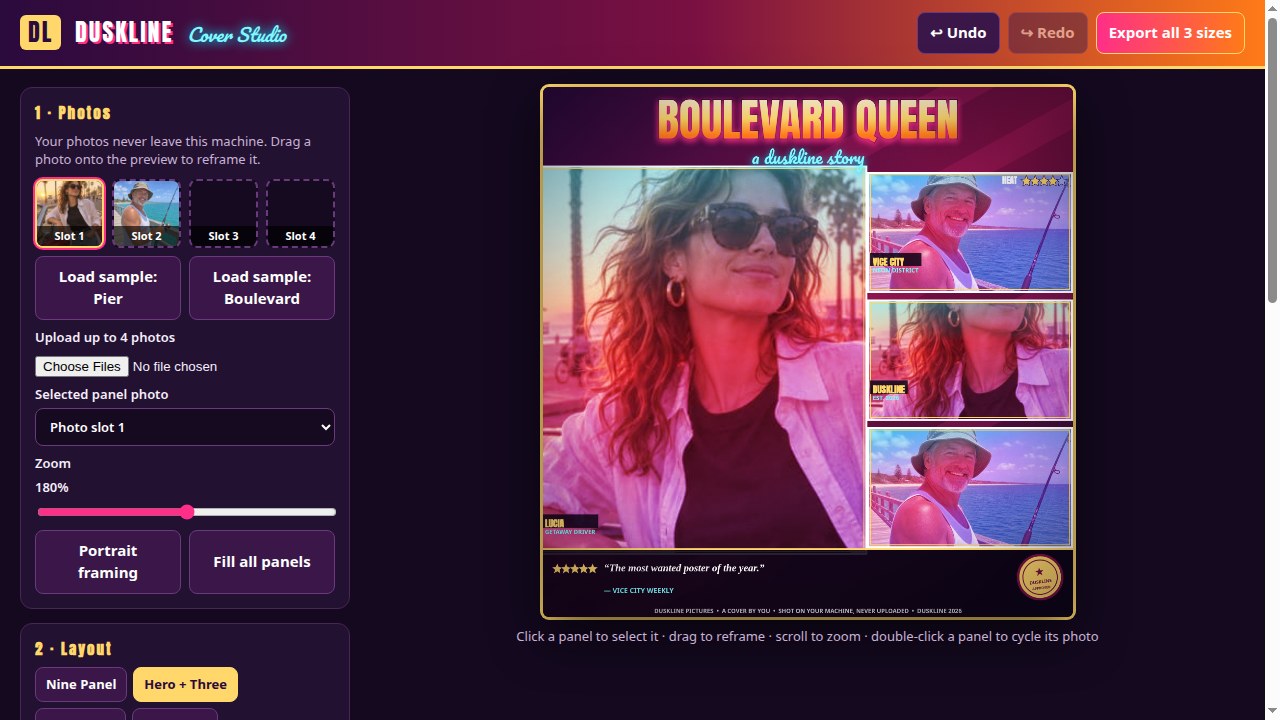 DL DUSKLINE Cover Studio
↩ Undo
↪ Redo
Export all 3 sizes
1 · Photos
Your photos never leave this machine. Drag a
photo onto the preview to reframe it.
Slot 1
Slot 2
Slot 3
Slot 4
Load sample:
Pier
Load sample:
Boulevard
Upload up to 4 photos
Choose Files No file chosen
Selected panel photo
Photo slot 1
Zoom
180%
Portrait
framing
Fill all panels
2 · Layout
Nine Panel
Hero + Three
BOULEVARD QUEEN
a duskline story
HEAT
VICE CITY
NEON DISTRICT
DUSKLINE
LUCIA
GETAWAY DRIVER
“The most wanted poster of the year.”
— VICE CITY WEEKLY
DUSKLINE
DUSKLINE PICTURES • A COVER BY YOU • SHOT ON YOUR MACHINE, NEVER UPLOADED • DUSKLINE 2026
Click a panel to select it · drag to reframe · scroll to zoom · double-click a panel to cycle its photo